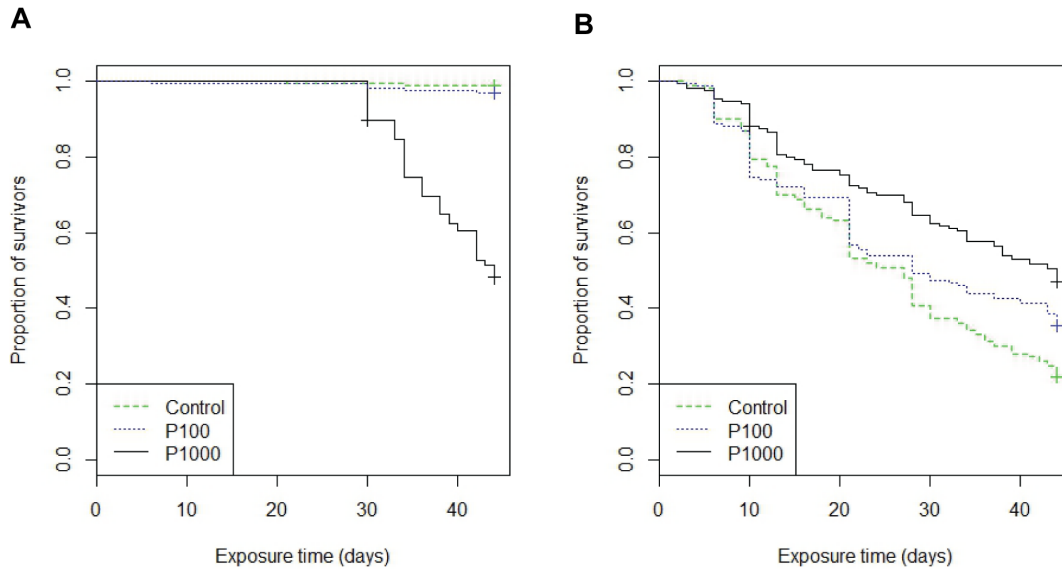 A
Proportion of survivors
1.0
0.8
0.6
0.4
0.2
0.0
Control
P100
P1000
0 10 20 30 40
Exposure time (days)
B
Proportion of survivors
1.0
0.8
0.6
0.4
0.2
0.0
Control
P100
P1000
0 10 20 30 40
Exposure time (days)